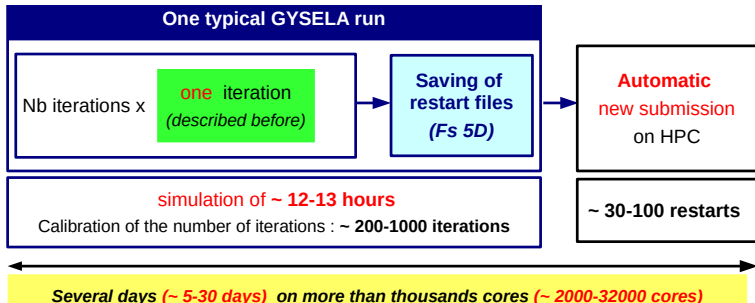 One typical GYSELA run
Nb iterations x
one iteration
(described before)
Saving of
restart files
(Fs 5D)
Automatic
new submission
on HPC
simulation of ~ 12-13 hours
Calibration of the number of iterations : ~ 200-1000 iterations
~ 30-100 restarts
Several days (~ 5-30 days) on more than thousands cores (~ 2000-32000 cores)